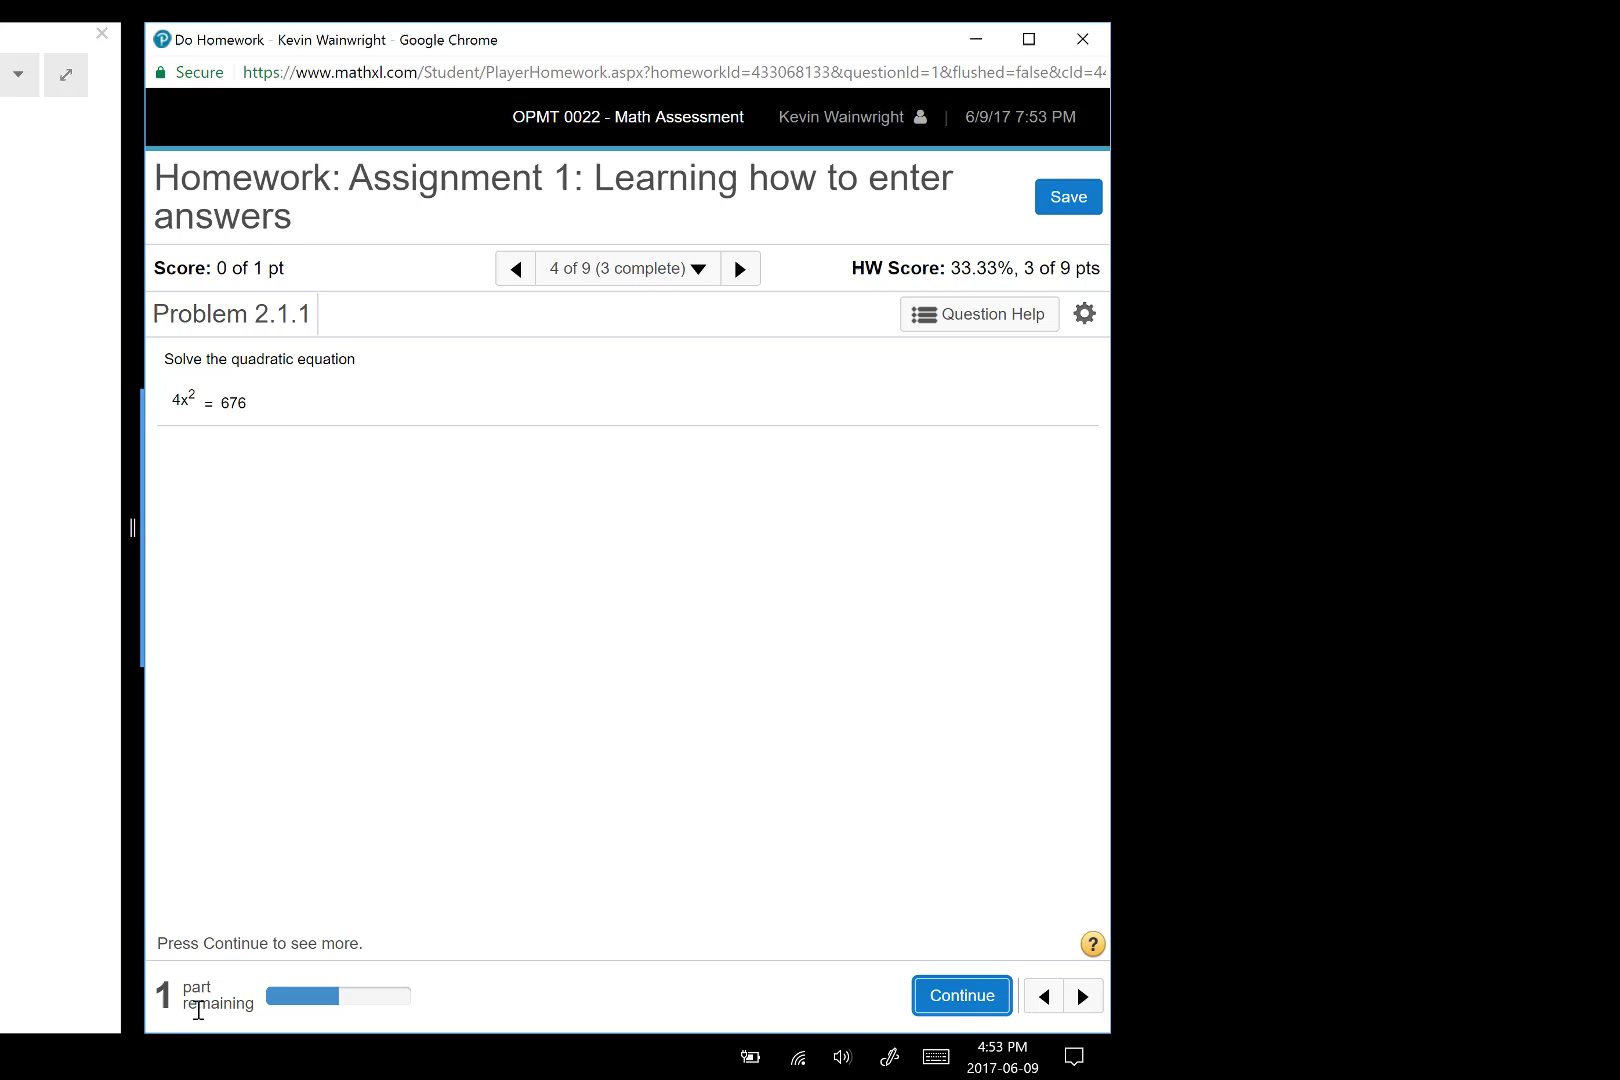 Do Homework - Kevin Wainwright - Google Chrome
Secure | https://www.mathxl.com/Student/PlayerHomework.aspx?homeworkId=433068133&questionId=1&flushed=false&cId=44
OPMT 0022 - Math Assessment Kevin Wainwright | 6/9/17 7:53 PM
Homework: Assignment 1: Learning how to enter
answers
Save
Score: 0 of 1 pt
4 of 9 (3 complete)
HW Score: 33.33%, 3 of 9 pts
Problem 2.1.1
Question Help
Solve the quadratic equation
4x² = 676
Press Continue to see more.
?
1 part
remaining
Continue
4:53 PM
2017-06-09